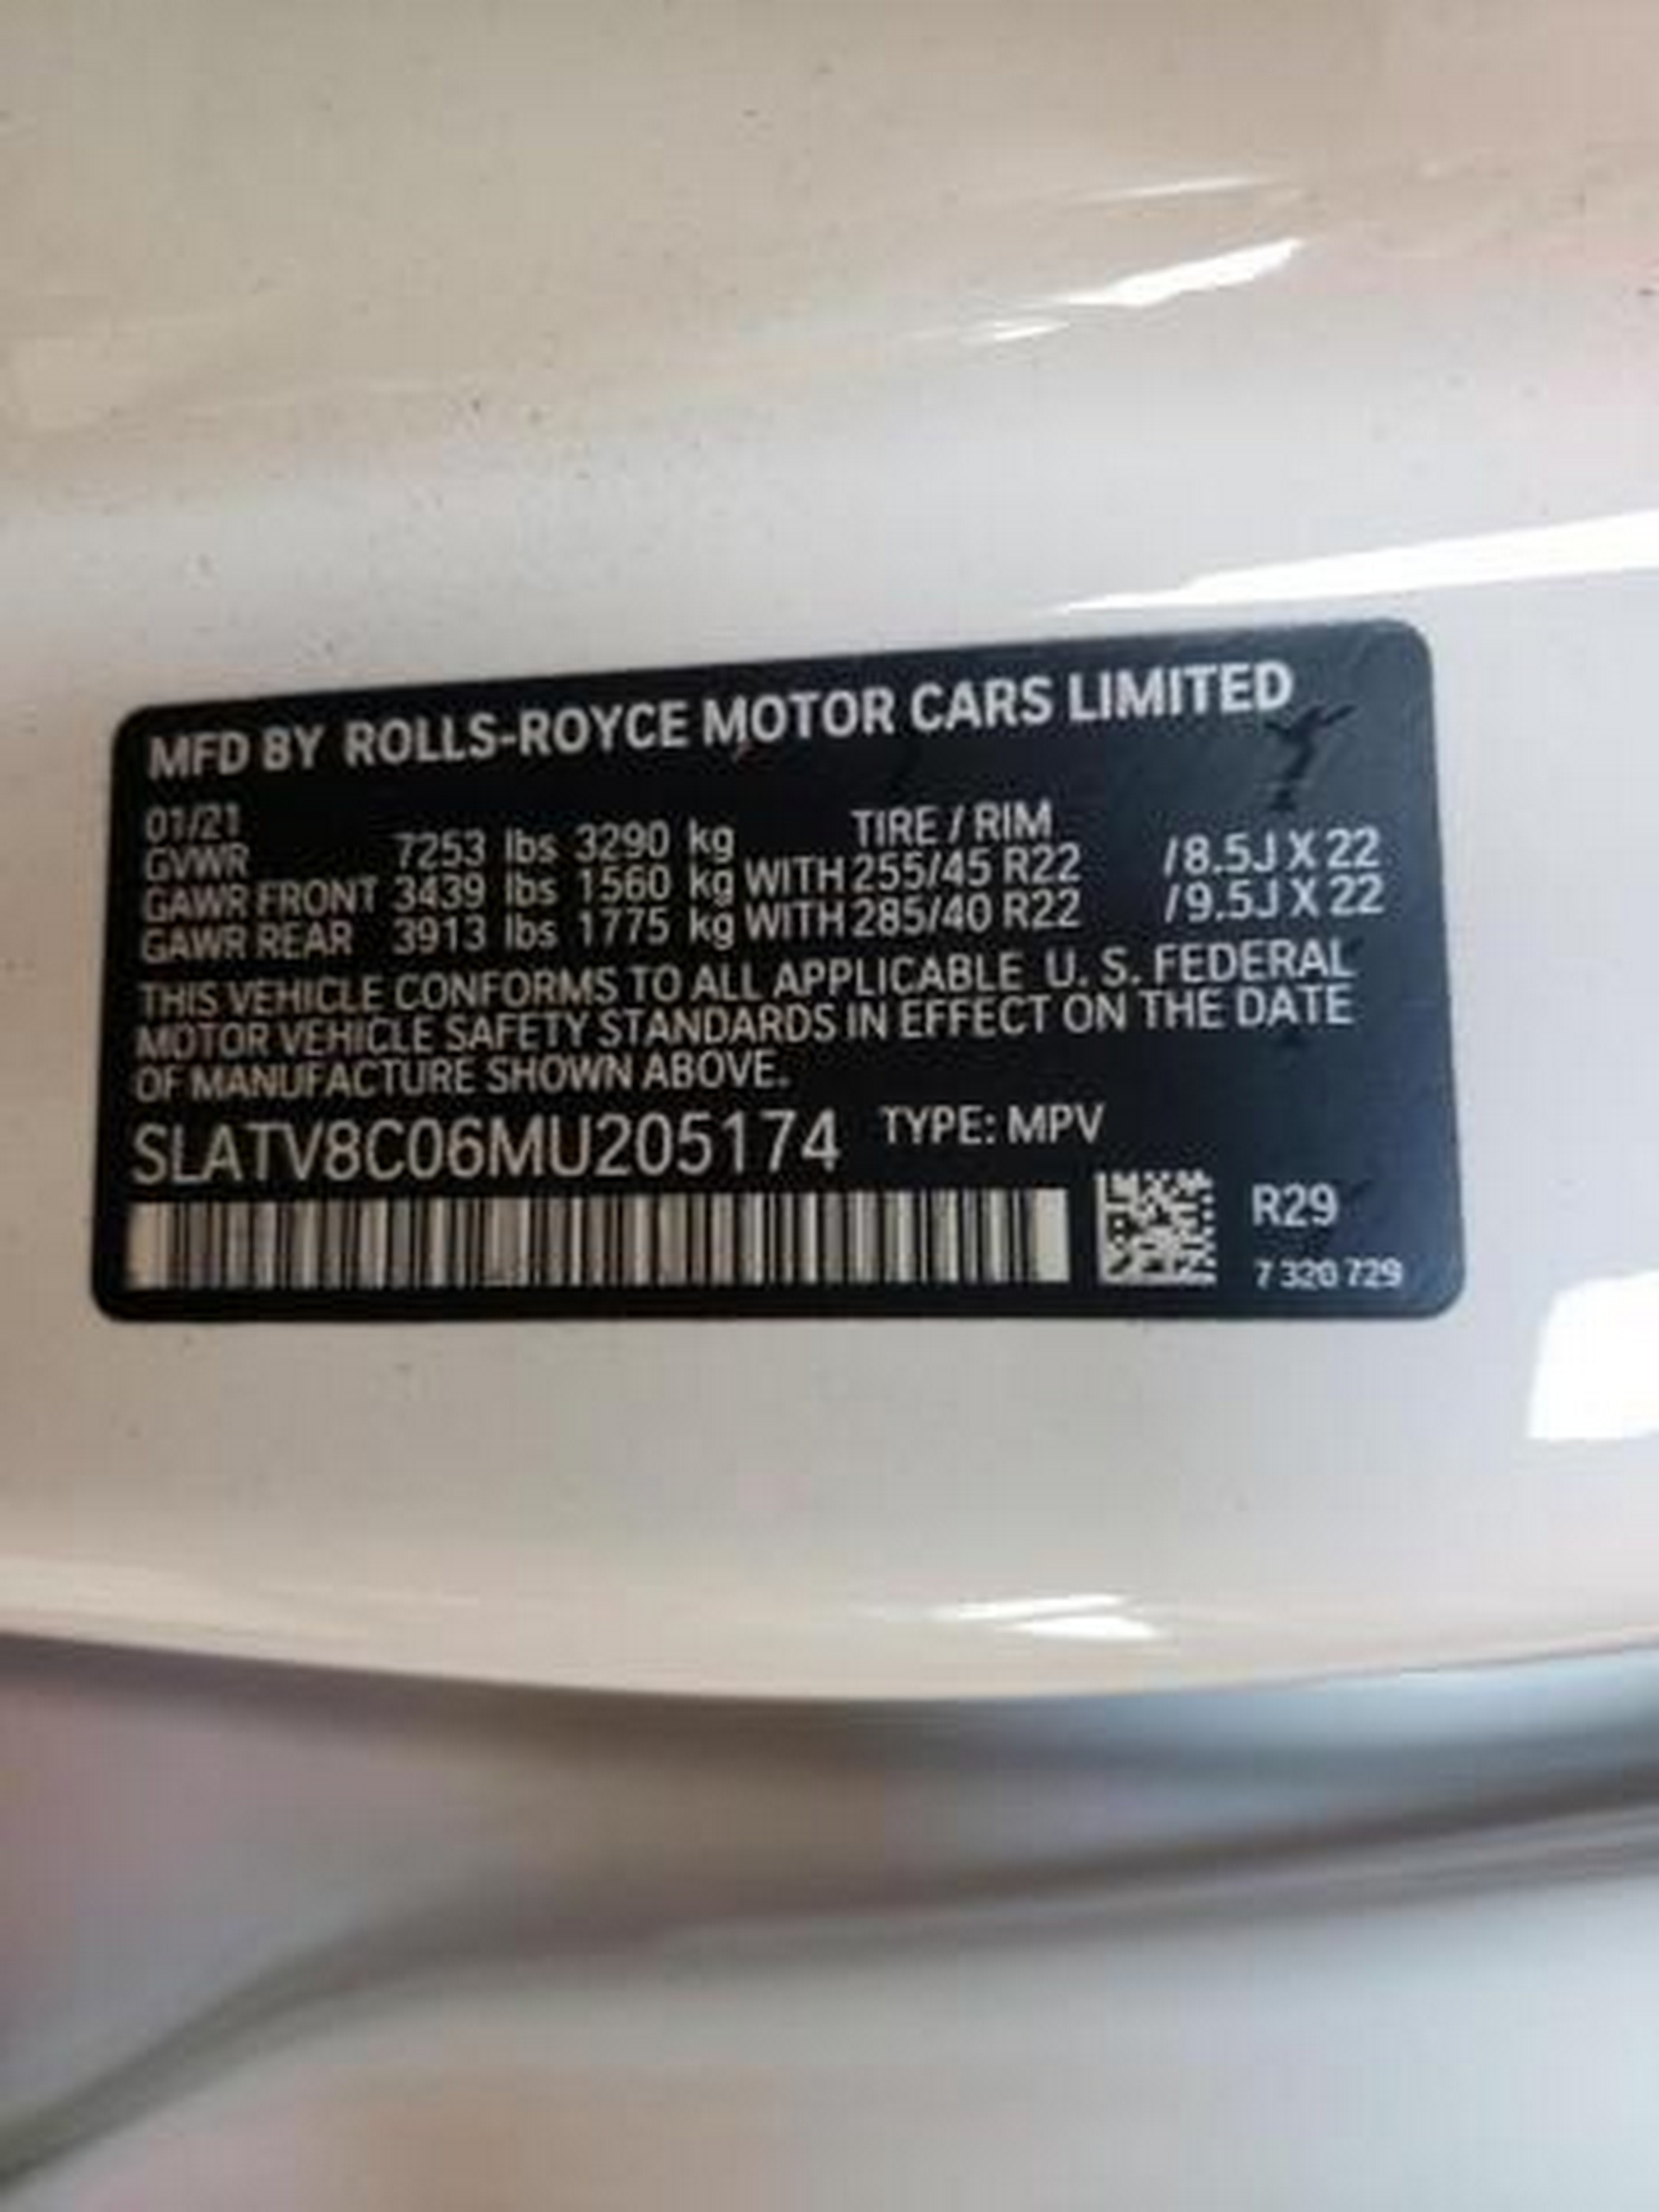 MFD BY ROLLS-ROYCE MOTOR CARS LIMITED
01/21 TIRE / RIM
GVWR 7253 lbs 3290 kg
GAWR FRONT 3439 lbs 1560 kg WITH 255/45 R22 /8.5J X 22
GAWR REAR 3913 lbs 1775 kg WITH 285/40 R22 /9.5J X 22
THIS VEHICLE CONFORMS TO ALL APPLICABLE U. S. FEDERAL
MOTOR VEHICLE SAFETY STANDARDS IN EFFECT ON THE DATE
OF MANUFACTURE SHOWN ABOVE.
SLATV8C06MU205174 TYPE: MPV
R29
7 320 729